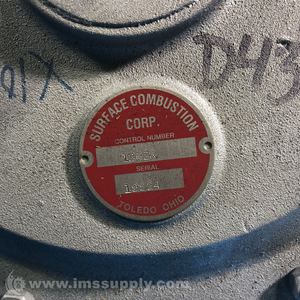 D43
SURFACE COMBUSTION
CORP.
CONTROL NUMBER
SERIAL
TOLEDO OHIO
www.imssupply.com